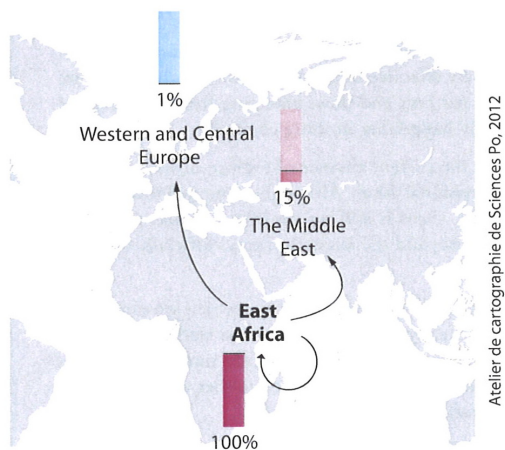 1%
Western and Central
Europe
15%
The Middle
East
East
Africa
100%
Atelier de cartographie de Sciences Po, 2012